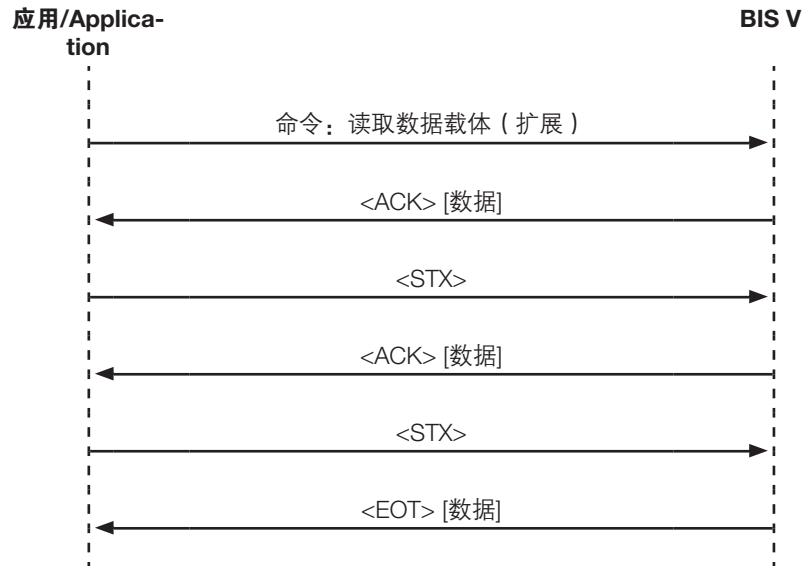 应用/Applica-
tion
BIS V
命令：读取数据载体（扩展）
<ACK> [数据]
<STX>
<ACK> [数据]
<STX>
<EOT> [数据]